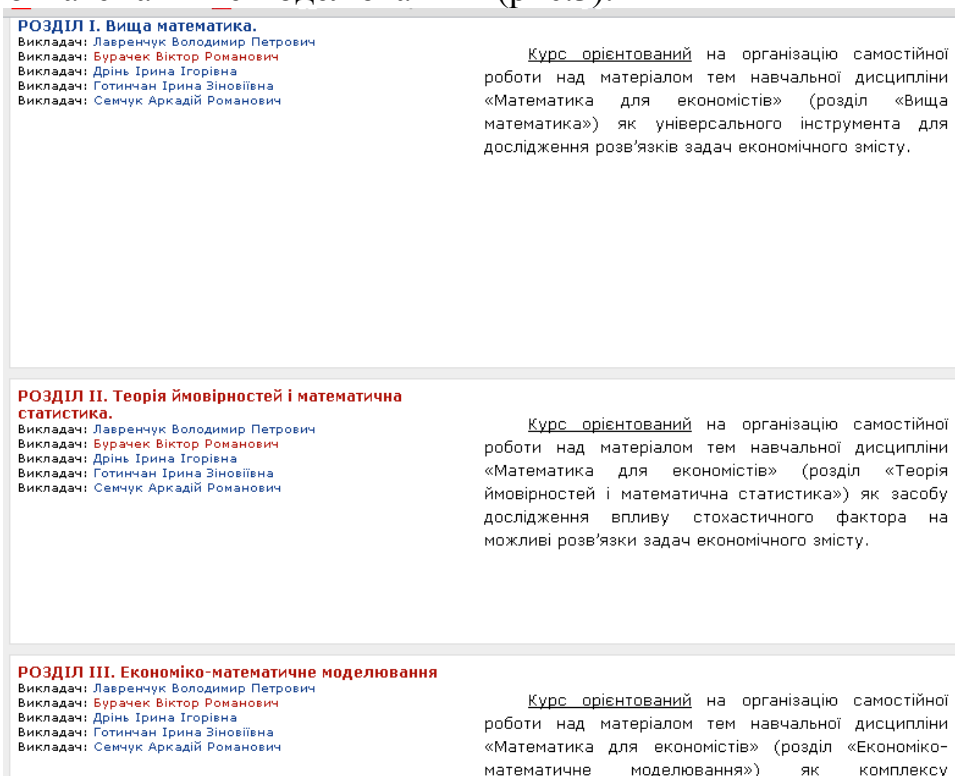 РОЗДІЛ І. Вища математика.
Викладач: Лавренчук Володимир Петрович
Викладач: Бурачек Віктор Романович
Викладач: Дрінь Ірина Ігорівна
Викладач: Готинчан Ірина Зіновіївна
Викладач: Семчук Аркадій Романович
Курс орієнтований на організацію самостійної
роботи над матеріалом тем навчальної дисципліни
«Математика для економістів» (розділ «Вища
математика») як універсального інструмента для
дослідження розв'язків задач економічного змісту.
РОЗДІЛ ІІ. Теорія ймовірностей і математична
статистика.
Викладач: Лавренчук Володимир Петрович
Викладач: Бурачек Віктор Романович
Викладач: Дрінь Ірина Ігорівна
Викладач: Готинчан Ірина Зіновіївна
Викладач: Семчук Аркадій Романович
Курс орієнтований на організацію самостійної
роботи над матеріалом тем навчальної дисципліни
«Математика для економістів» (розділ «Теорія
ймовірностей і математична статистика») як засобу
дослідження впливу стохастичного фактора на
можливі розв'язки задач економічного змісту.
РОЗДІЛ ІІІ. Економіко-математичне моделювання
Викладач: Лавренчук Володимир Петрович
Викладач: Бурачек Віктор Романович
Викладач: Дрінь Ірина Ігорівна
Викладач: Готинчан Ірина Зіновіївна
Викладач: Семчук Аркадій Романович
Курс орієнтований на організацію самостійної
роботи над матеріалом тем навчальної дисципліни
«Математика для економістів» (розділ «Економіко-
математичне моделювання») як комплексу